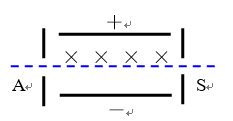 +
× × × ×
A S
−